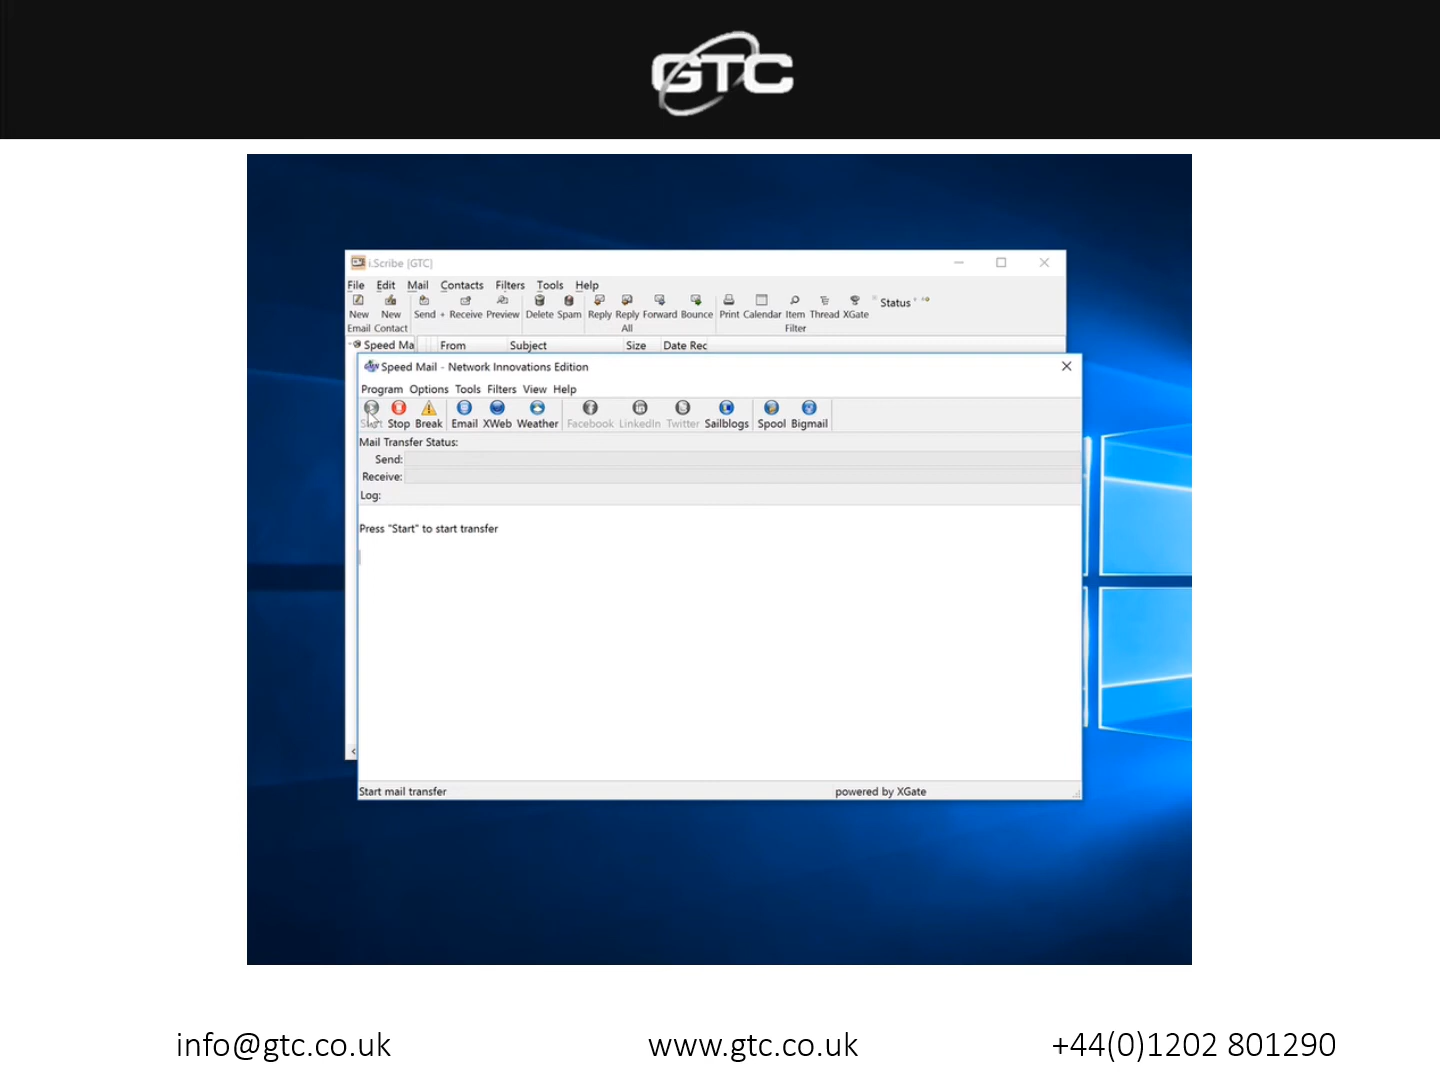 GTC
i.Scribe [GTC]
File Edit Mail Contacts Filters Tools Help
New Email New Contact Send + Receive Preview Delete Spam Reply Reply All Forward Bounce Print Calendar Item Filter Thread XGate Status
Speed Ma From Subject Size Date Rec
Speed Mail - Network Innovations Edition
Program Options Tools Filters View Help
Start Stop Break Email XWeb Weather Facebook LinkedIn Twitter Sailblogs Spool Bigmail
Mail Transfer Status:
Send:
Receive:
Log:
Press "Start" to start transfer
Start mail transfer powered by XGate
info@gtc.co.uk www.gtc.co.uk +44(0)1202 801290